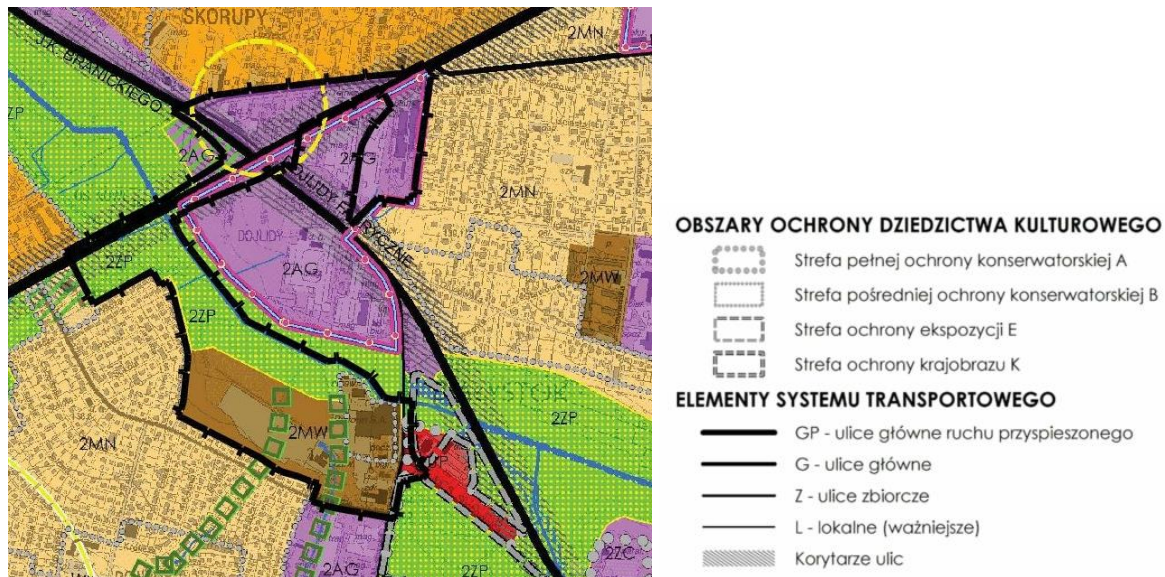 SKORUPY
2MN
J.K. BRANICKIEGO
2ZP
2AG
2AG
2MN
DOJLIDY FABRYCZNE
DOJLIDY
2AG
2MW
2ZP
2ZP
2MN
2MW
2ZP
UP
2AG
2ZP
2ZC
OBSZARY OCHRONY DZIEDZICTWA KULTUROWEGO
Strefa pełnej ochrony konserwatorskiej A
Strefa pośredniej ochrony konserwatorskiej B
Strefa ochrony ekspozycji E
Strefa ochrony krajobrazu K
ELEMENTY SYSTEMU TRANSPORTOWEGO
GP - ulice główne ruchu przyspieszonego
G - ulice główne
Z - ulice zbiorcze
L - lokalne (ważniejsze)
Korytarze ulic